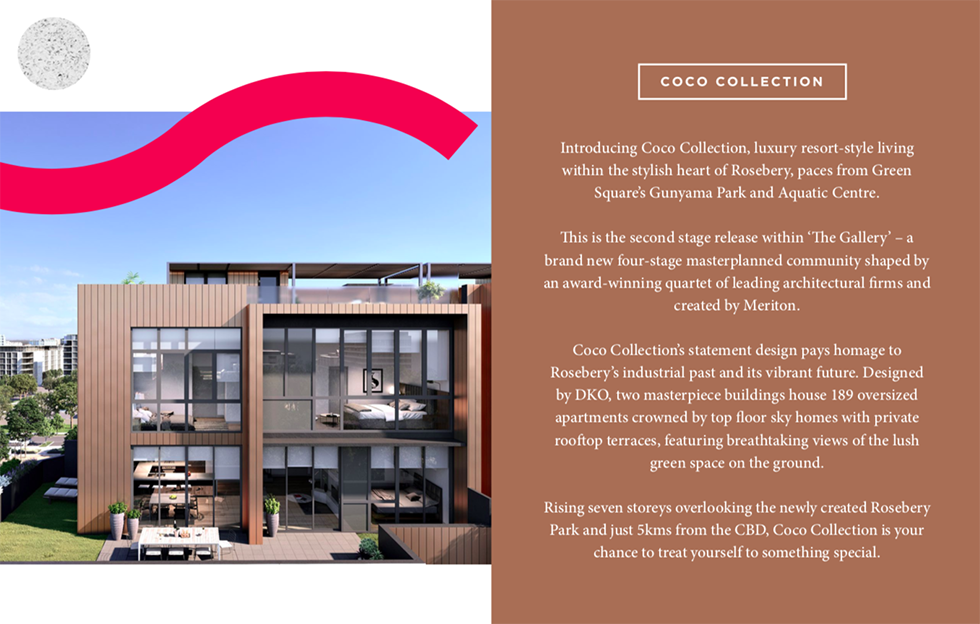 COCO COLLECTION
Introducing Coco Collection, luxury resort-style living
within the stylish heart of Rosebery, paces from Green
Square’s Gunyama Park and Aquatic Centre.
This is the second stage release within ‘The Gallery’ – a
brand new four-stage masterplanned community shaped by
an award-winning quartet of leading architectural firms and
created by Meriton.
Coco Collection’s statement design pays homage to
Rosebery’s industrial past and its vibrant future. Designed
by DKO, two masterpiece buildings house 189 oversized
apartments crowned by top floor sky homes with private
rooftop terraces, featuring breathtaking views of the lush
green space on the ground.
Rising seven storeys overlooking the newly created Rosebery
Park and just 5kms from the CBD, Coco Collection is your
chance to treat yourself to something special.